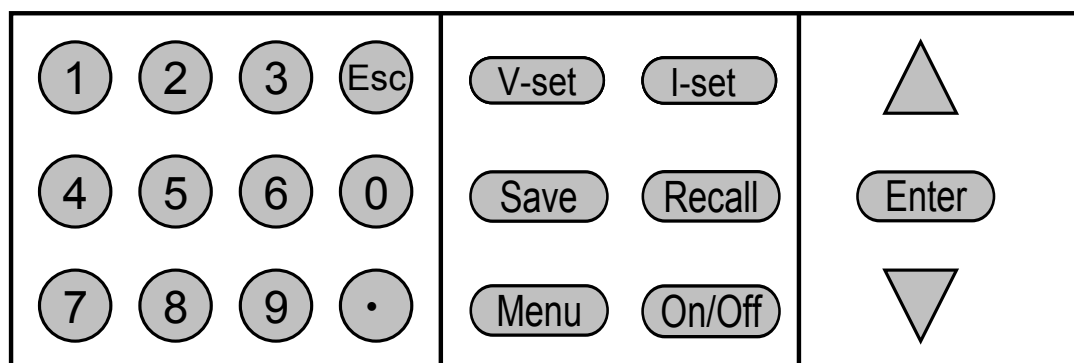 1 2 3 Esc V-set I-set
4 5 6 0 Save Recall Enter
7 8 9 . Menu On/Off